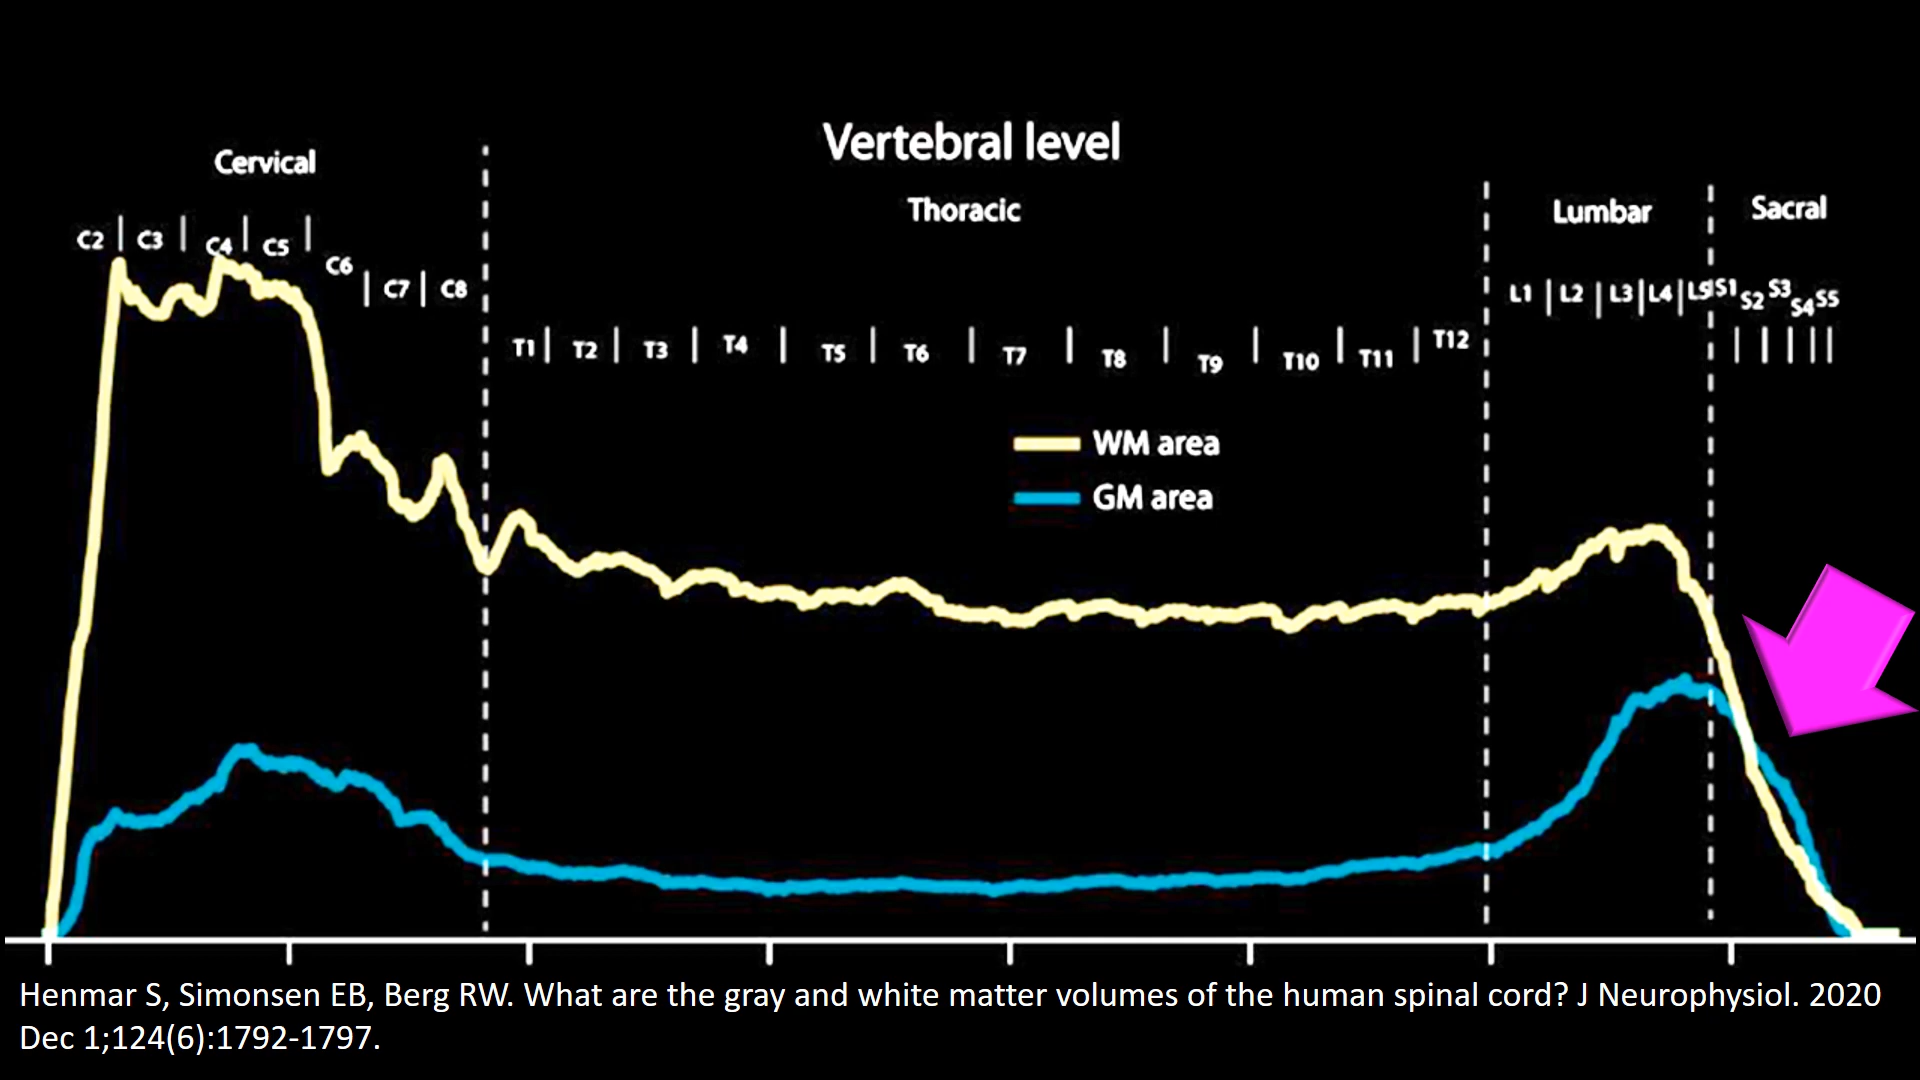 Vertebral level
Cervical
Thoracic
Lumbar
Sacral
C2 C3 C4 C5 C6 C7 C8
T1 T2 T3 T4 T5 T6 T7 T8 T9 T10 T11 T12
L1 L2 L3 L4 L5 S1 S2 S3 S4 S5
WM area
GM area
Henmar S, Simonsen EB, Berg RW. What are the gray and white matter volumes of the human spinal cord? J Neurophysiol. 2020
Dec 1;124(6):1792-1797.